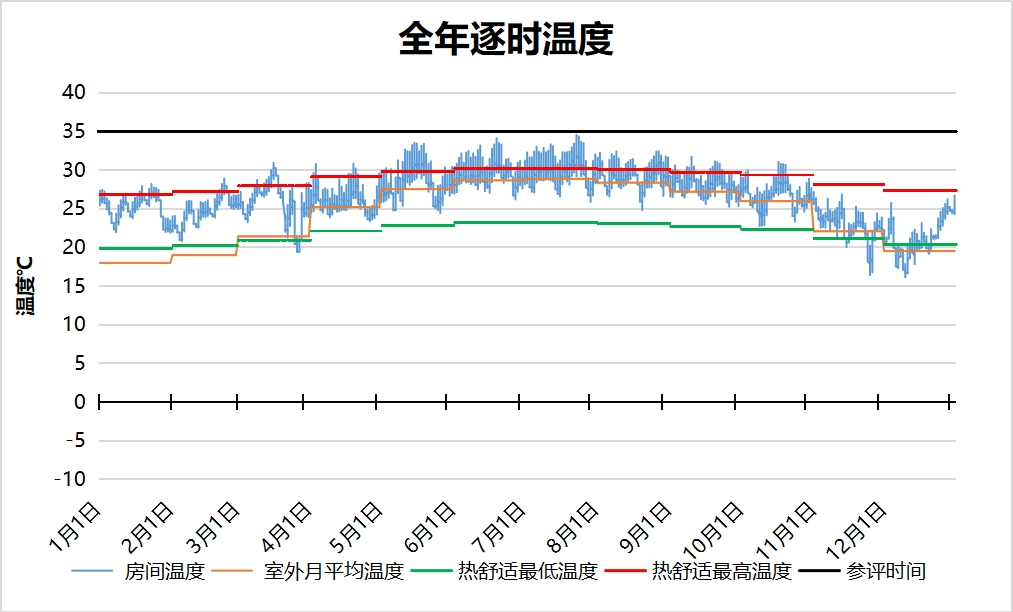 全年逐时温度
40
35
30
25
20
15
10
5
0
-5
-10
温度℃
1月1日
2月1日
3月1日
4月1日
5月1日
6月1日
7月1日
8月1日
9月1日
10月1日
11月1日
12月1日
房间温度 室外月平均温度 热舒适最低温度 热舒适最高温度 参评时间